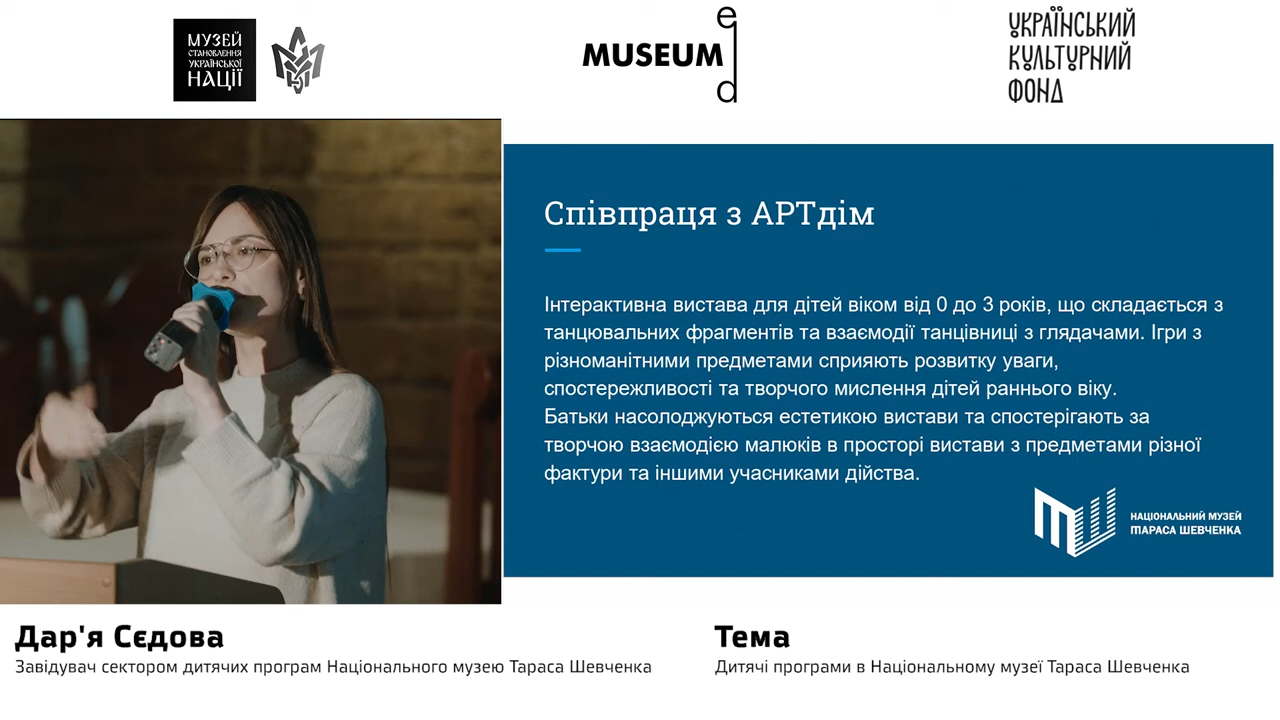 МУЗЕЙ
СТАНОВЛЕННЯ
УКРАЇНСЬКОЇ
НАЦІЇ
MUSEUM
ed
УКРАЇНСЬКИЙ
КУЛЬТУРНИЙ
ФОНД
Співпраця з АРТдім
Інтерактивна вистава для дітей віком від 0 до 3 років, що складається з
танцювальних фрагментів та взаємодії танцівниці з глядачами. Ігри з
різноманітними предметами сприяють розвитку уваги,
спостережливості та творчого мислення дітей раннього віку.
Батьки насолоджуються естетикою вистави та спостерігають за
творчою взаємодією малюків в просторі вистави з предметами різної
фактури та іншими учасниками дійства.
НАЦІОНАЛЬНИЙ МУЗЕЙ
ТАРАСА ШЕВЧЕНКА
Дар'я Сєдова
Завідувач сектором дитячих програм Національного музею Тараса Шевченка
Тема
Дитячі програми в Національному музеї Тараса Шевченка